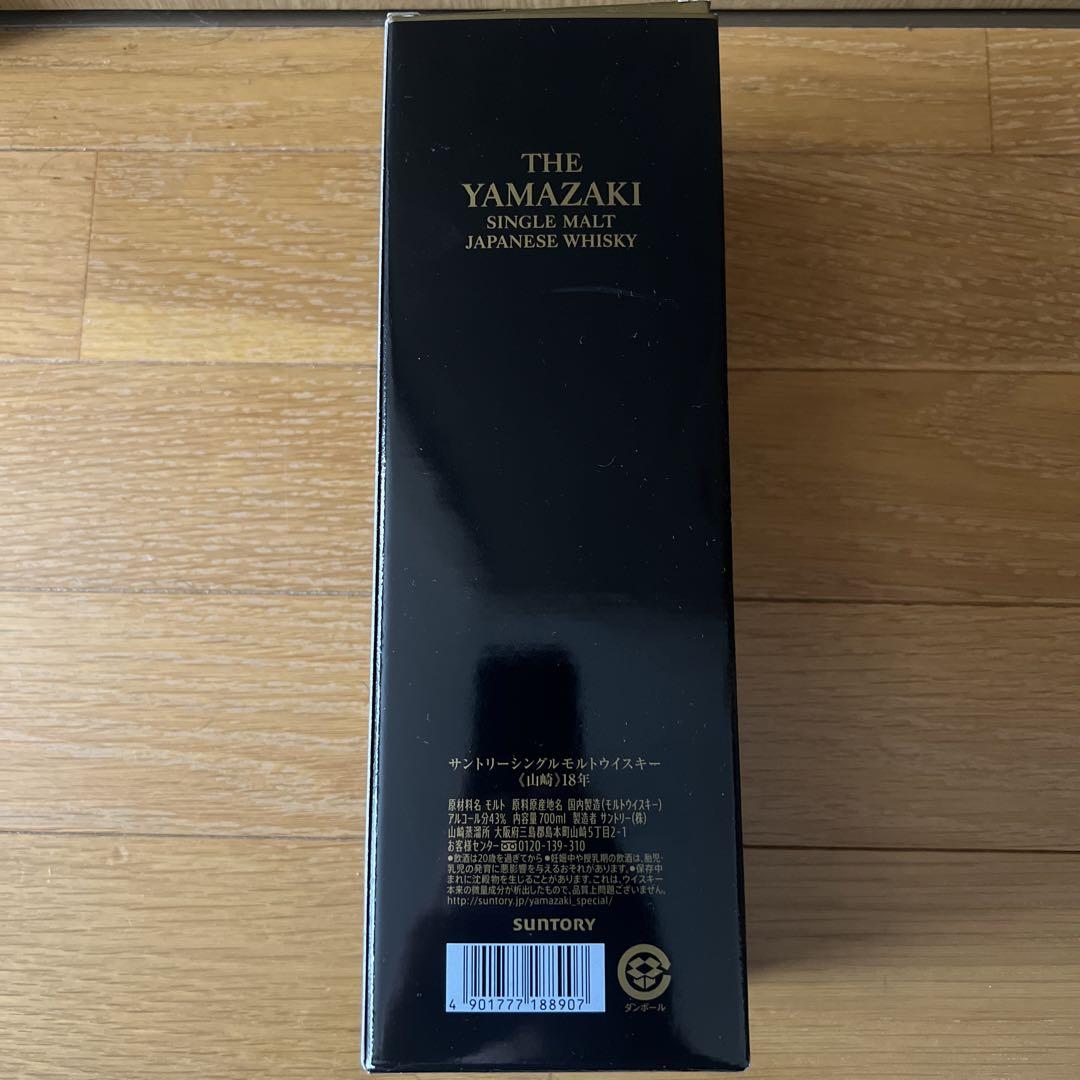 THE
YAMAZAKI
SINGLE MALT
JAPANESE WHISKY
サントリーシングルモルトウイスキー
《山崎》18年
原材料名 モルト 原料原産地名 国内製造(モルトウイスキー)
アルコール分43% 内容量700ml 製造者 サントリー(株)
山崎蒸溜所 大阪府三島郡島本町山崎5丁目2-1
お客様センター 0120-139-310
●飲酒は20歳を過ぎてから ●妊娠中や授乳期の飲酒は、胎児・
乳児の発育に悪影響を与えるおそれがあります。●保存中
まれに沈殿物を生じることがあります。これは、ウイスキー
本来の微量成分が析出したもので、品質上問題ございません。
http://suntory.jp/yamazaki_special/
SUNTORY
4 901777 188907
ダンボール